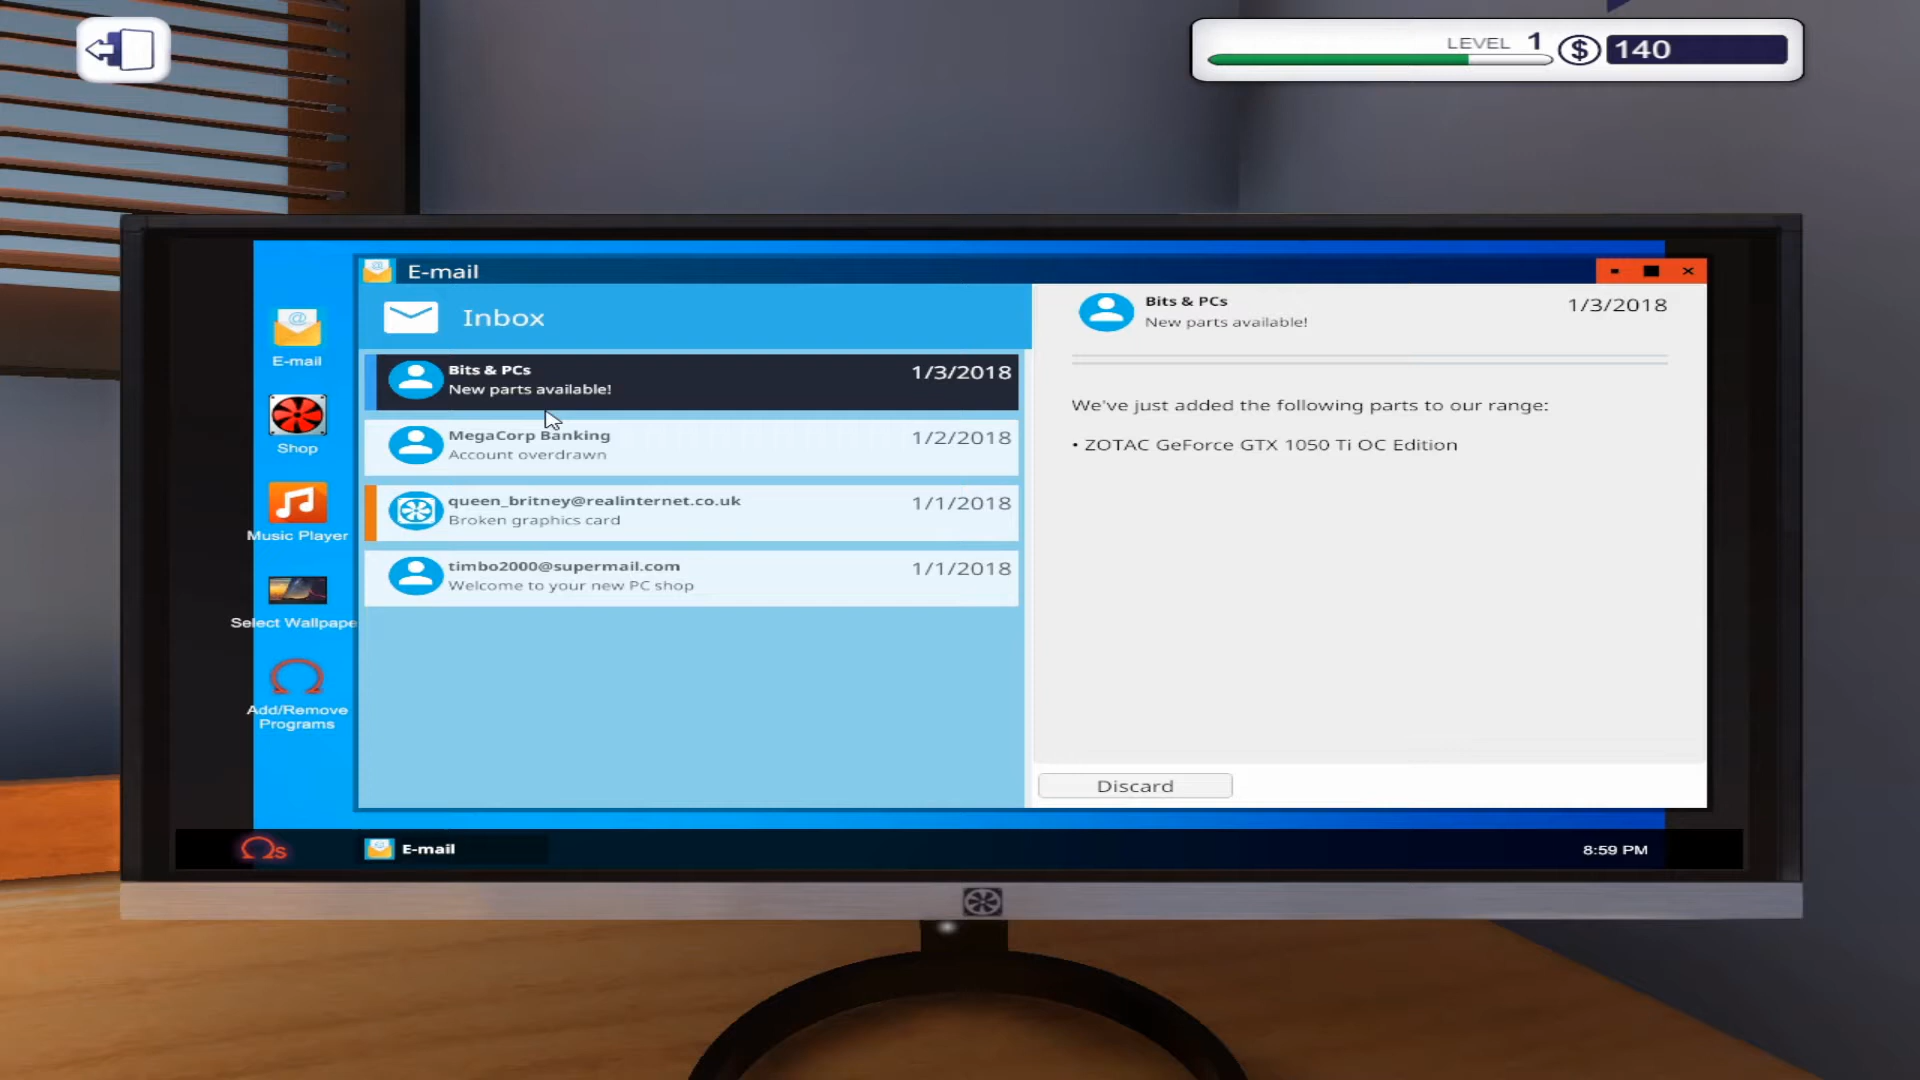 LEVEL 1
$ 140
E-mail
Inbox
Bits & PCs
1/3/2018
New parts available!
MegaCorp Banking
1/2/2018
Account overdrawn
queen_britney@realinternet.co.uk
1/1/2018
Broken graphics card
timbo2000@supermail.com
1/1/2018
Welcome to your new PC shop
Bits & PCs
1/3/2018
New parts available!
We've just added the following parts to our range:
• ZOTAC GeForce GTX 1050 Ti OC Edition
Discard
E-mail
Shop
Music Player
Select Wallpape
Add/Remove
Programs
Ωs
E-mail
8:59 PM